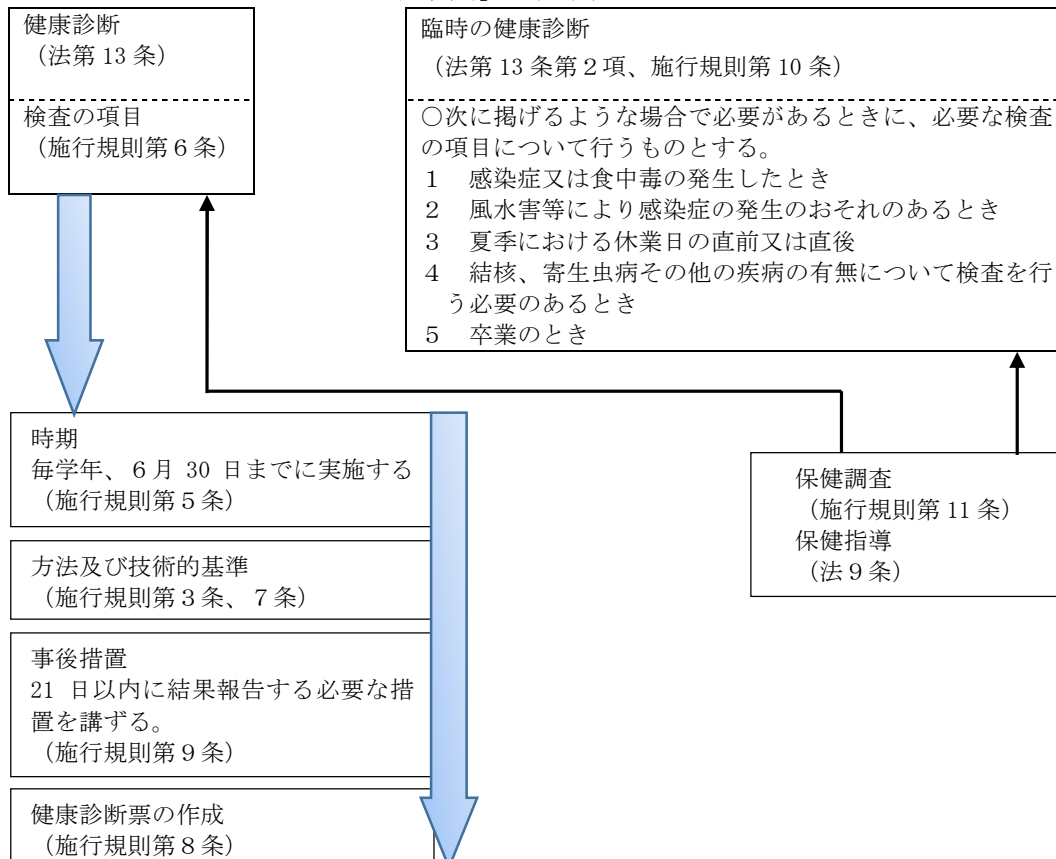 健康診断
（法第 13 条）
検査の項目
（施行規則第６条）
臨時の健康診断
（法第 13 条第２項、施行規則第 10 条）
○次に掲げるような場合で必要があるときに、必要な検査
の項目について行うものとする。
１　感染症又は食中毒の発生したとき
２　風水害等により感染症の発生のおそれのあるとき
３　夏季における休業日の直前又は直後
４　結核、寄生虫病その他の疾病の有無について検査を行
う必要のあるとき
５　卒業のとき
時期
毎学年、６月 30 日までに実施する
（施行規則第５条）
方法及び技術的基準
（施行規則第３条、７条）
事後措置
21 日以内に結果報告する必要な措
置を講ずる。
（施行規則第９条）
健康診断票の作成
（施行規則第８条）
保健調査
（施行規則第 11 条）
保健指導
（法９条）